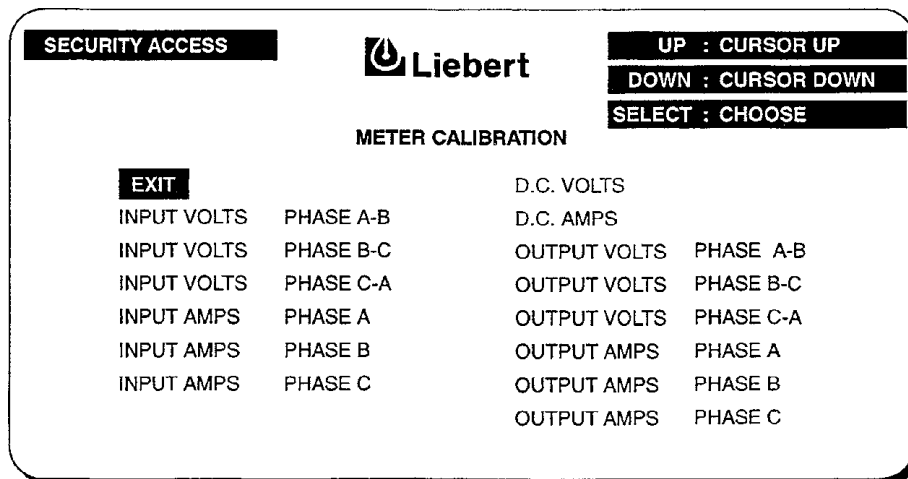 SECURITY ACCESS
Liebert
UP : CURSOR UP
DOWN : CURSOR DOWN
SELECT : CHOOSE
METER CALIBRATION
EXIT
INPUT VOLTS PHASE A-B
INPUT VOLTS PHASE B-C
INPUT VOLTS PHASE C-A
INPUT AMPS PHASE A
INPUT AMPS PHASE B
INPUT AMPS PHASE C
D.C. VOLTS
D.C. AMPS
OUTPUT VOLTS PHASE A-B
OUTPUT VOLTS PHASE B-C
OUTPUT VOLTS PHASE C-A
OUTPUT AMPS PHASE A
OUTPUT AMPS PHASE B
OUTPUT AMPS PHASE C